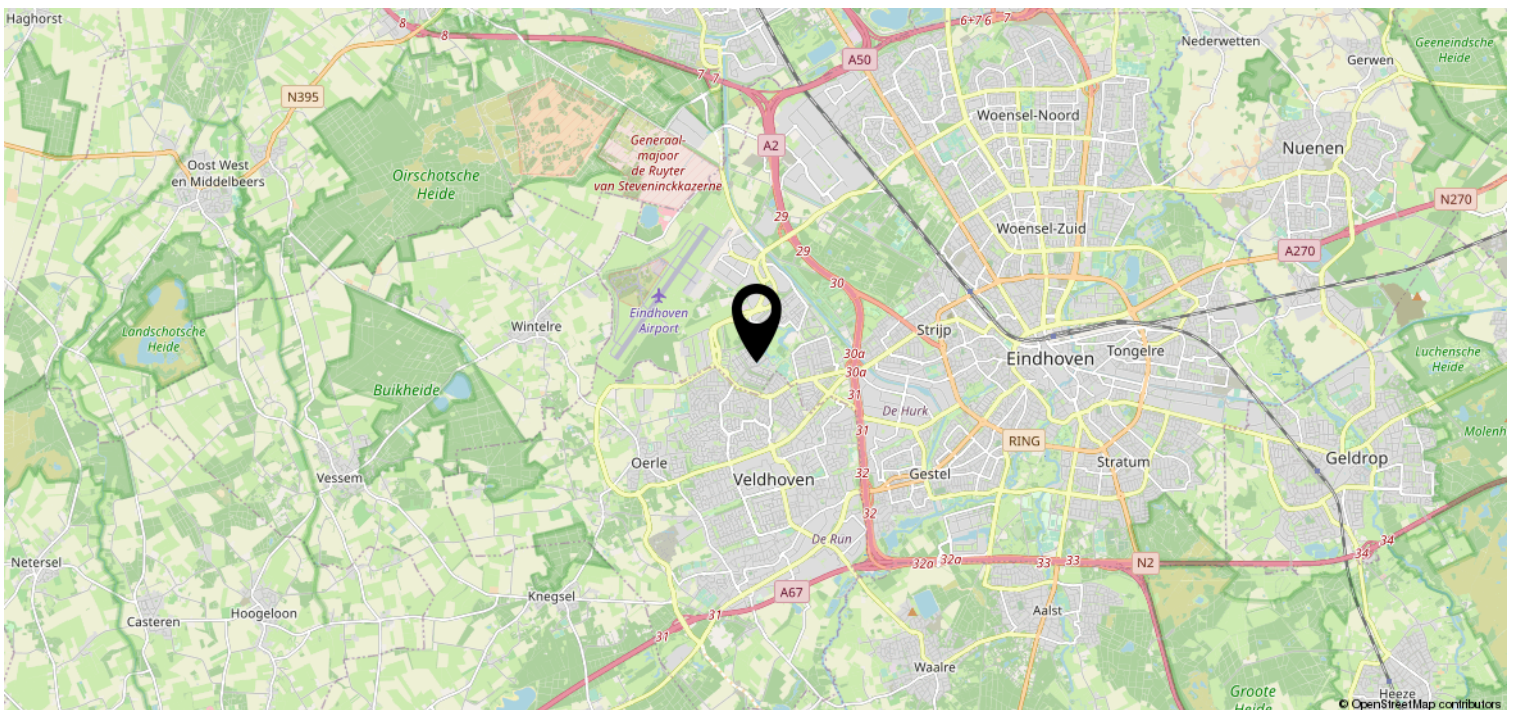 Haghorst
8
8
6+7 6
7
Nederwetten
Geeneindsche
Heide
Gerwen
A50
7 7
N395
Woensel-Noord
Generaal-
majoor
de Ruyter
van Steveninckkazerne
A2
Nuenen
Oost West
en Middelbeers
Oirschotsche
Heide
N270
29
Woensel-Zuid
29
A270
30
Eindhoven
Airport
Landschotsche
Heide
Wintelre
Strijp
30a
30a
Eindhoven
Tongelre
Luchensche
Heide
Buikheide
31
De Hurk
31
RING
Molenh
Oerle
Stratum
Geldrop
Vessem
Veldhoven
32
Gestel
32
De Run
34
34
Netersel
32a
32a
33
33
N2
A67
Knegsel
Hoogeloon
Casteren
31
31
Aalst
Waalre
Groote
Heide
Heeze
© OpenStreetMap contributors